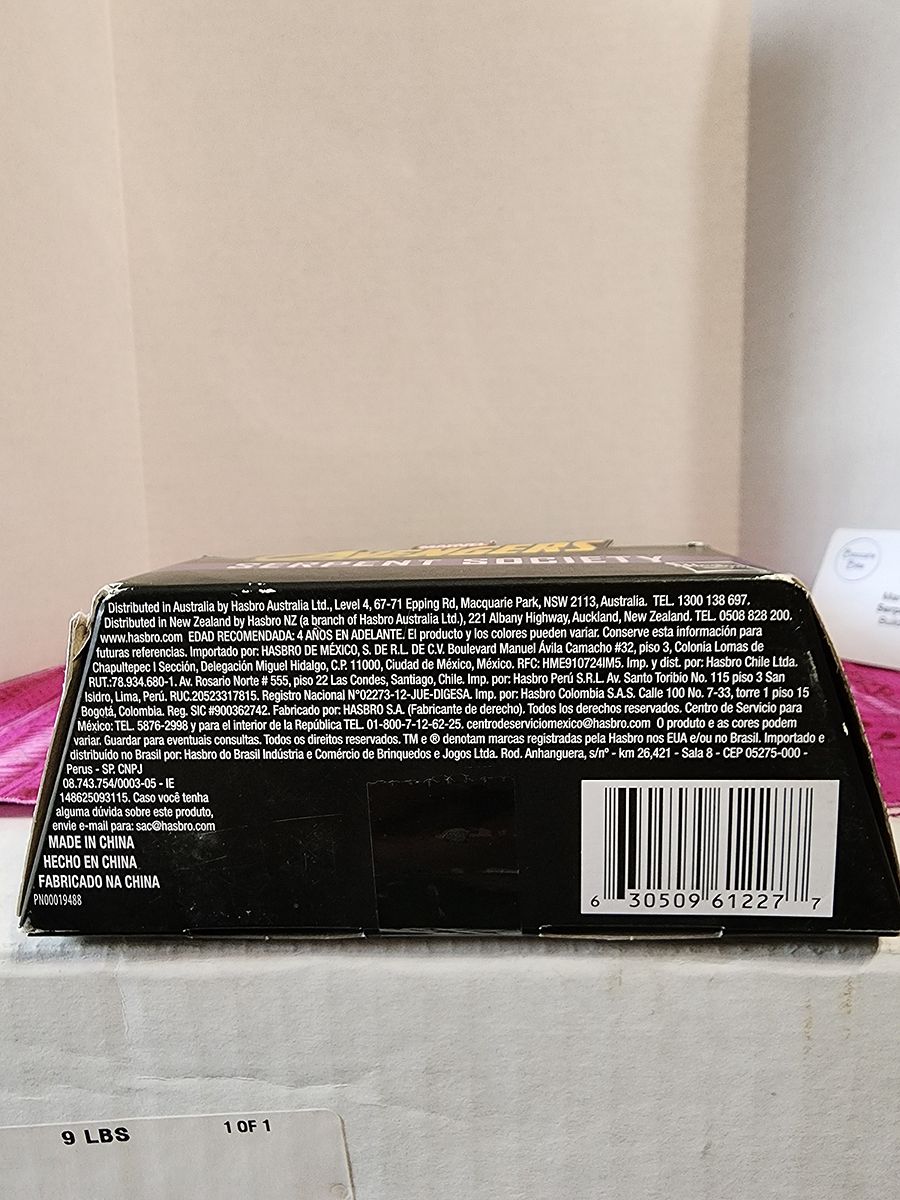 AVENGERS
SERPENT SOCIETY
Distributed in Australia by Hasbro Australia Ltd., Level 4, 67-71 Epping Rd, Macquarie Park, NSW 2113, Australia. TEL. 1300 138 697.
Distributed in New Zealand by Hasbro NZ (a branch of Hasbro Australia Ltd.), 221 Albany Highway, Auckland, New Zealand. TEL. 0508 828 200.
www.hasbro.com EDAD RECOMENDADA: 4 AÑOS EN ADELANTE. El producto y los colores pueden variar. Conserve esta información para
futuras referencias. Importado por: HASBRO DE MÉXICO, S. DE R.L. DE C.V. Boulevard Manuel Ávila Camacho #32, piso 3, Colonia Lomas de
Chapultepec I Sección, Delegación Miguel Hidalgo, C.P. 11000, Ciudad de México, México. RFC: HME910724IM5. Imp. y dist. por: Hasbro Chile Ltda.
RUT.:78.934.680-1. Av. Rosario Norte # 555, piso 22 Las Condes, Santiago, Chile. Imp. por: Hasbro Perú S.R.L. Av. Santo Toribio No. 115 piso 3 San
Isidro, Lima, Perú. RUC.20523317815. Registro Nacional N°02273-12-JUE-DIGESA. Imp. por: Hasbro Colombia S.A.S. Calle 100 No. 7-33, torre 1 piso 15
Bogotá, Colombia. Reg. SIC #900362742. Fabricado por: HASBRO S.A. (Fabricante de derecho). Todos los derechos reservados. Centro de Servicio para
México: TEL. 5876-2998 y para el interior de la República TEL. 01-800-7-12-62-25. centrodeserviciomexico@hasbro.com O produto e as cores podem
variar. Guardar para eventuais consultas. Todos os direitos reservados. TM e ® denotam marcas registradas pela Hasbro nos EUA e/ou no Brasil. Importado e
distribuído no Brasil por: Hasbro do Brasil Indústria e Comércio de Brinquedos e Jogos Ltda. Rod. Anhanguera, s/nº - km 26,421 - Sala 8 - CEP 05275-000 -
Perus - SP. CNPJ
08.743.754/0003-05 - IE
148625093115. Caso você tenha
alguma dúvida sobre este produto,
envie e-mail para: sac@hasbro.com
MADE IN CHINA
HECHO EN CHINA
FABRICADO NA CHINA
PN00019488
6 30509 61227 7
9 LBS
1 OF 1